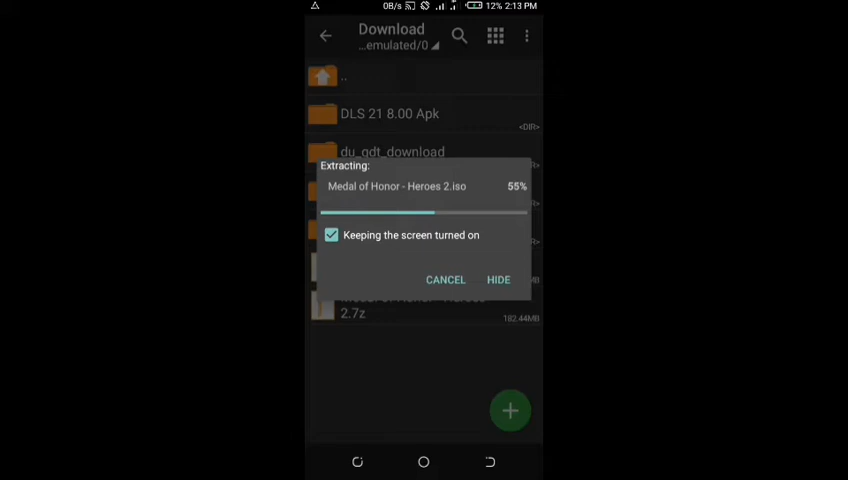 0B/s 12% 2:13 PM
Download
...emulated/0
..
DLS 21 8.00 Apk
<DIR>
du_gdt_download
Extracting:
Medal of Honor - Heroes 2.iso 55%
Keeping the screen turned on
CANCEL HIDE
2.7z
182.44MB